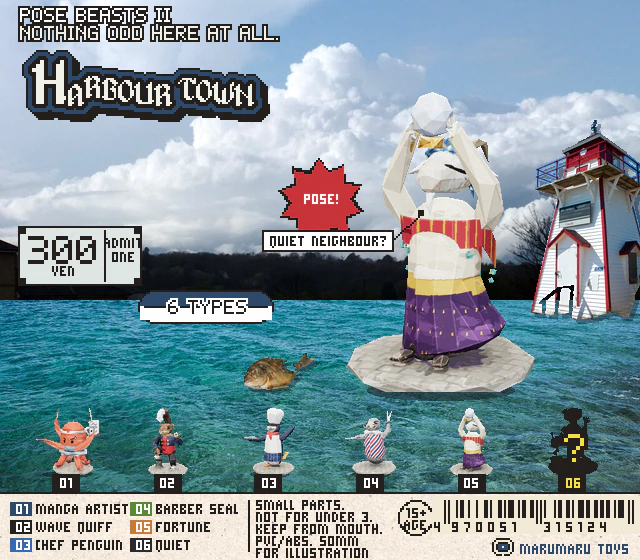 POSE BEASTS II
NOTHING ODD HERE AT ALL.
HARBOUR TOWN
POSE!
QUIET NEIGHBOUR?
300
YEN
ADMIT
ONE
6 TYPES
?
01
02
03
04
05
06
01 MANGA ARTIST
02 WAVE QUIFF
03 CHEF PENGUIN
04 BARBER SEAL
05 FORTUNE
06 QUIET
SMALL PARTS.
NOT FOR UNDER 3.
KEEP FROM MOUTH.
PVC/ABS. 50MM
FOR ILLUSTRATION
15+
AGE
4 970051 315124
MARUMARU TOYS